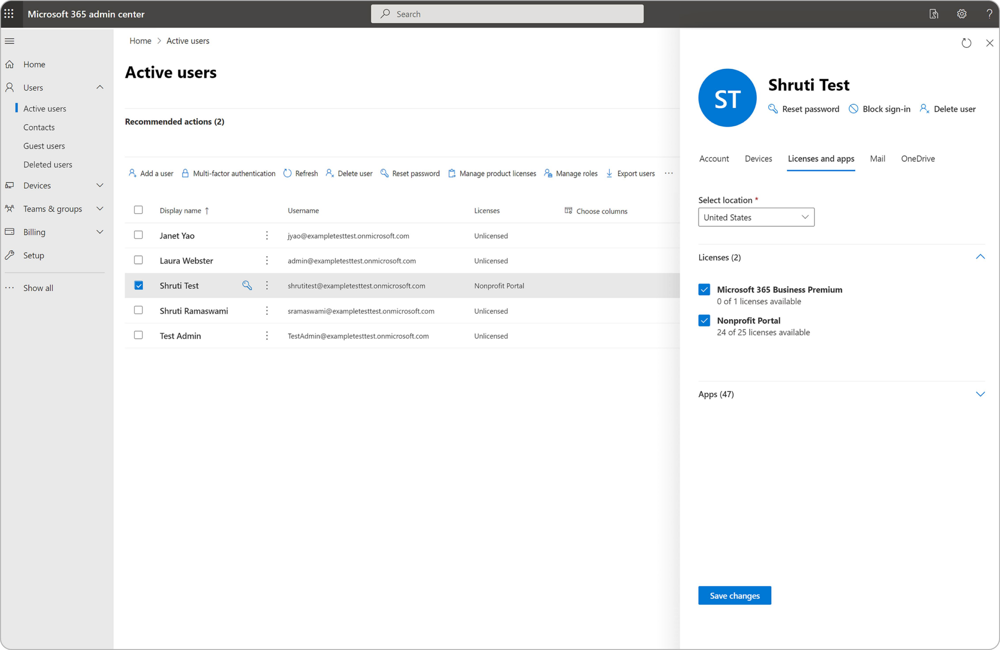 Microsoft 365 admin center
Search
?
Home
Users
Active users
Contacts
Guest users
Deleted users
Devices
Teams & groups
Billing
Setup
Show all
Home > Active users
Active users
Recommended actions (2)
Add a user Multi-factor authentication Refresh Delete user Reset password Manage product licenses Manage roles Export users ...
Display name ↑ Username Licenses Choose columns
Janet Yao jyao@exampletesttest.onmicrosoft.com Unlicensed
Laura Webster admin@exampletesttest.onmicrosoft.com Unlicensed
Shruti Test shrutitest@exampletesttest.onmicrosoft.com Nonprofit Portal
Shruti Ramaswami sramaswami@exampletesttest.onmicrosoft.com Unlicensed
Test Admin TestAdmin@exampletesttest.onmicrosoft.com Unlicensed
ST
Shruti Test
Reset password Block sign-in Delete user
Account Devices Licenses and apps Mail OneDrive
Select location *
United States
Licenses (2)
Microsoft 365 Business Premium
0 of 1 licenses available
Nonprofit Portal
24 of 25 licenses available
Apps (47)
Save changes